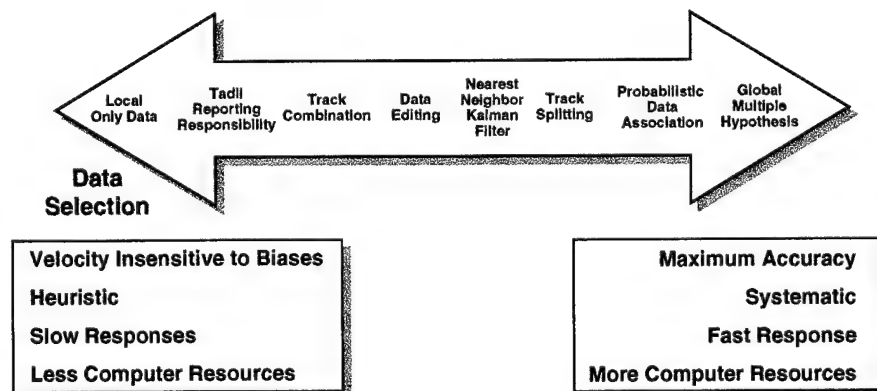 Local
Only Data
Tadil
Reporting
Responsibility
Track
Combination
Data
Editing
Nearest
Neighbor
Kalman
Filter
Track
Splitting
Probabilistic
Data
Association
Global
Multiple
Hypothesis
Data
Selection
Velocity Insensitive to Biases
Heuristic
Slow Responses
Less Computer Resources
Maximum Accuracy
Systematic
Fast Response
More Computer Resources